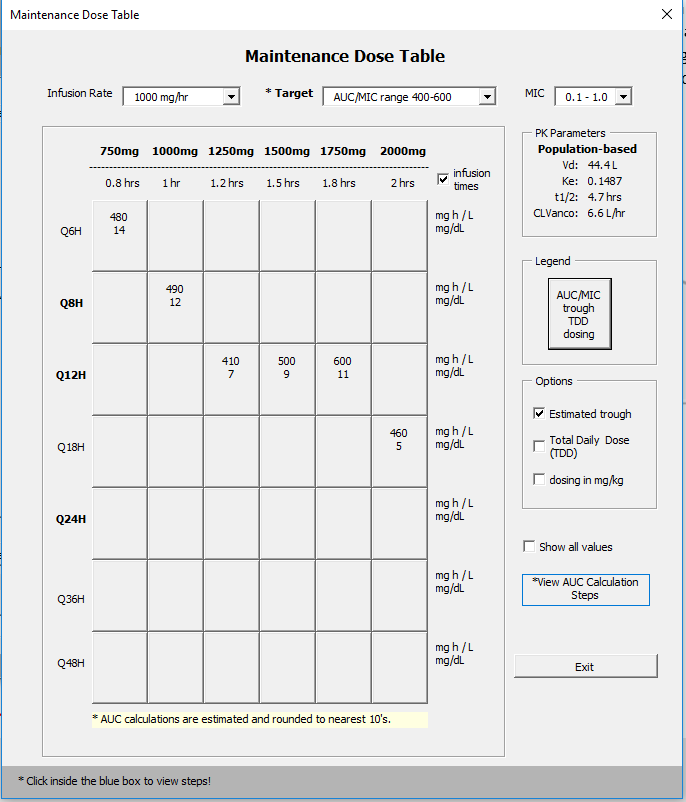 Maintenance Dose Table
Maintenance Dose Table
Infusion Rate 1000 mg/hr * Target AUC/MIC range 400-600 MIC 0.1 - 1.0
750mg 1000mg 1250mg 1500mg 1750mg 2000mg
0.8 hrs 1 hr 1.2 hrs 1.5 hrs 1.8 hrs 2 hrs infusion
times
Q6H 480 mg h / L
14 mg/dL
Q8H 490 mg h / L
12 mg/dL
Q12H 410 500 600 mg h / L
7 9 11 mg/dL
Q18H 460 mg h / L
5 mg/dL
Q24H mg h / L
mg/dL
Q36H mg h / L
mg/dL
Q48H mg h / L
mg/dL
* AUC calculations are estimated and rounded to nearest 10's.
PK Parameters
Population-based
Vd: 44.4 L
Ke: 0.1487
t1/2: 4.7 hrs
CLVanco: 6.6 L/hr
Legend
AUC/MIC
trough
TDD
dosing
Options
Estimated trough
Total Daily Dose
(TDD)
dosing in mg/kg
Show all values
*View AUC Calculation
Steps
Exit
* Click inside the blue box to view steps!